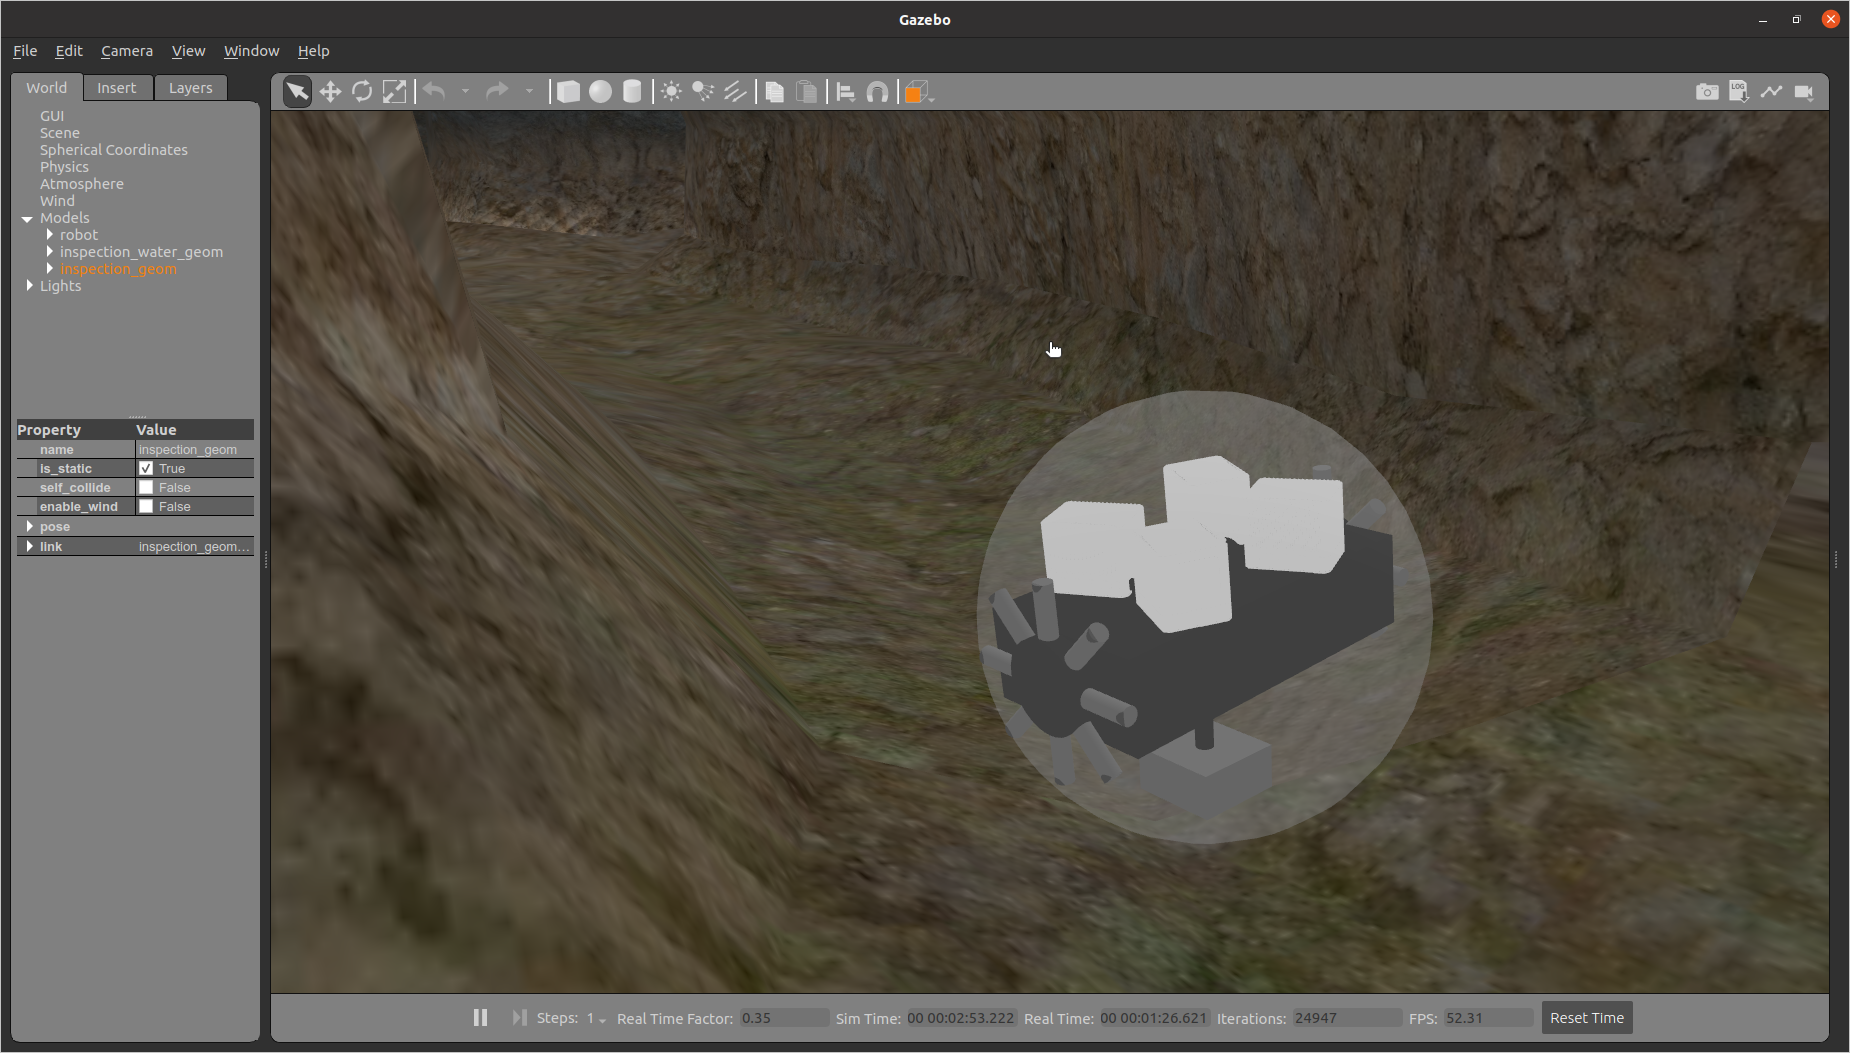 Gazebo
File Edit Camera View Window Help
World Insert Layers
LOG
GUI
Scene
Spherical Coordinates
Physics
Atmosphere
Wind
Models
robot
inspection_water_geom
inspection_geom
Lights
Property Value
name inspection_geom
is_static True
self_collide False
enable_wind False
pose
link inspection_geom...
Steps: 1 Real Time Factor: 0.35 Sim Time: 00 00:02:53.222 Real Time: 00 00:01:26.621 Iterations: 24947 FPS: 52.31 Reset Time